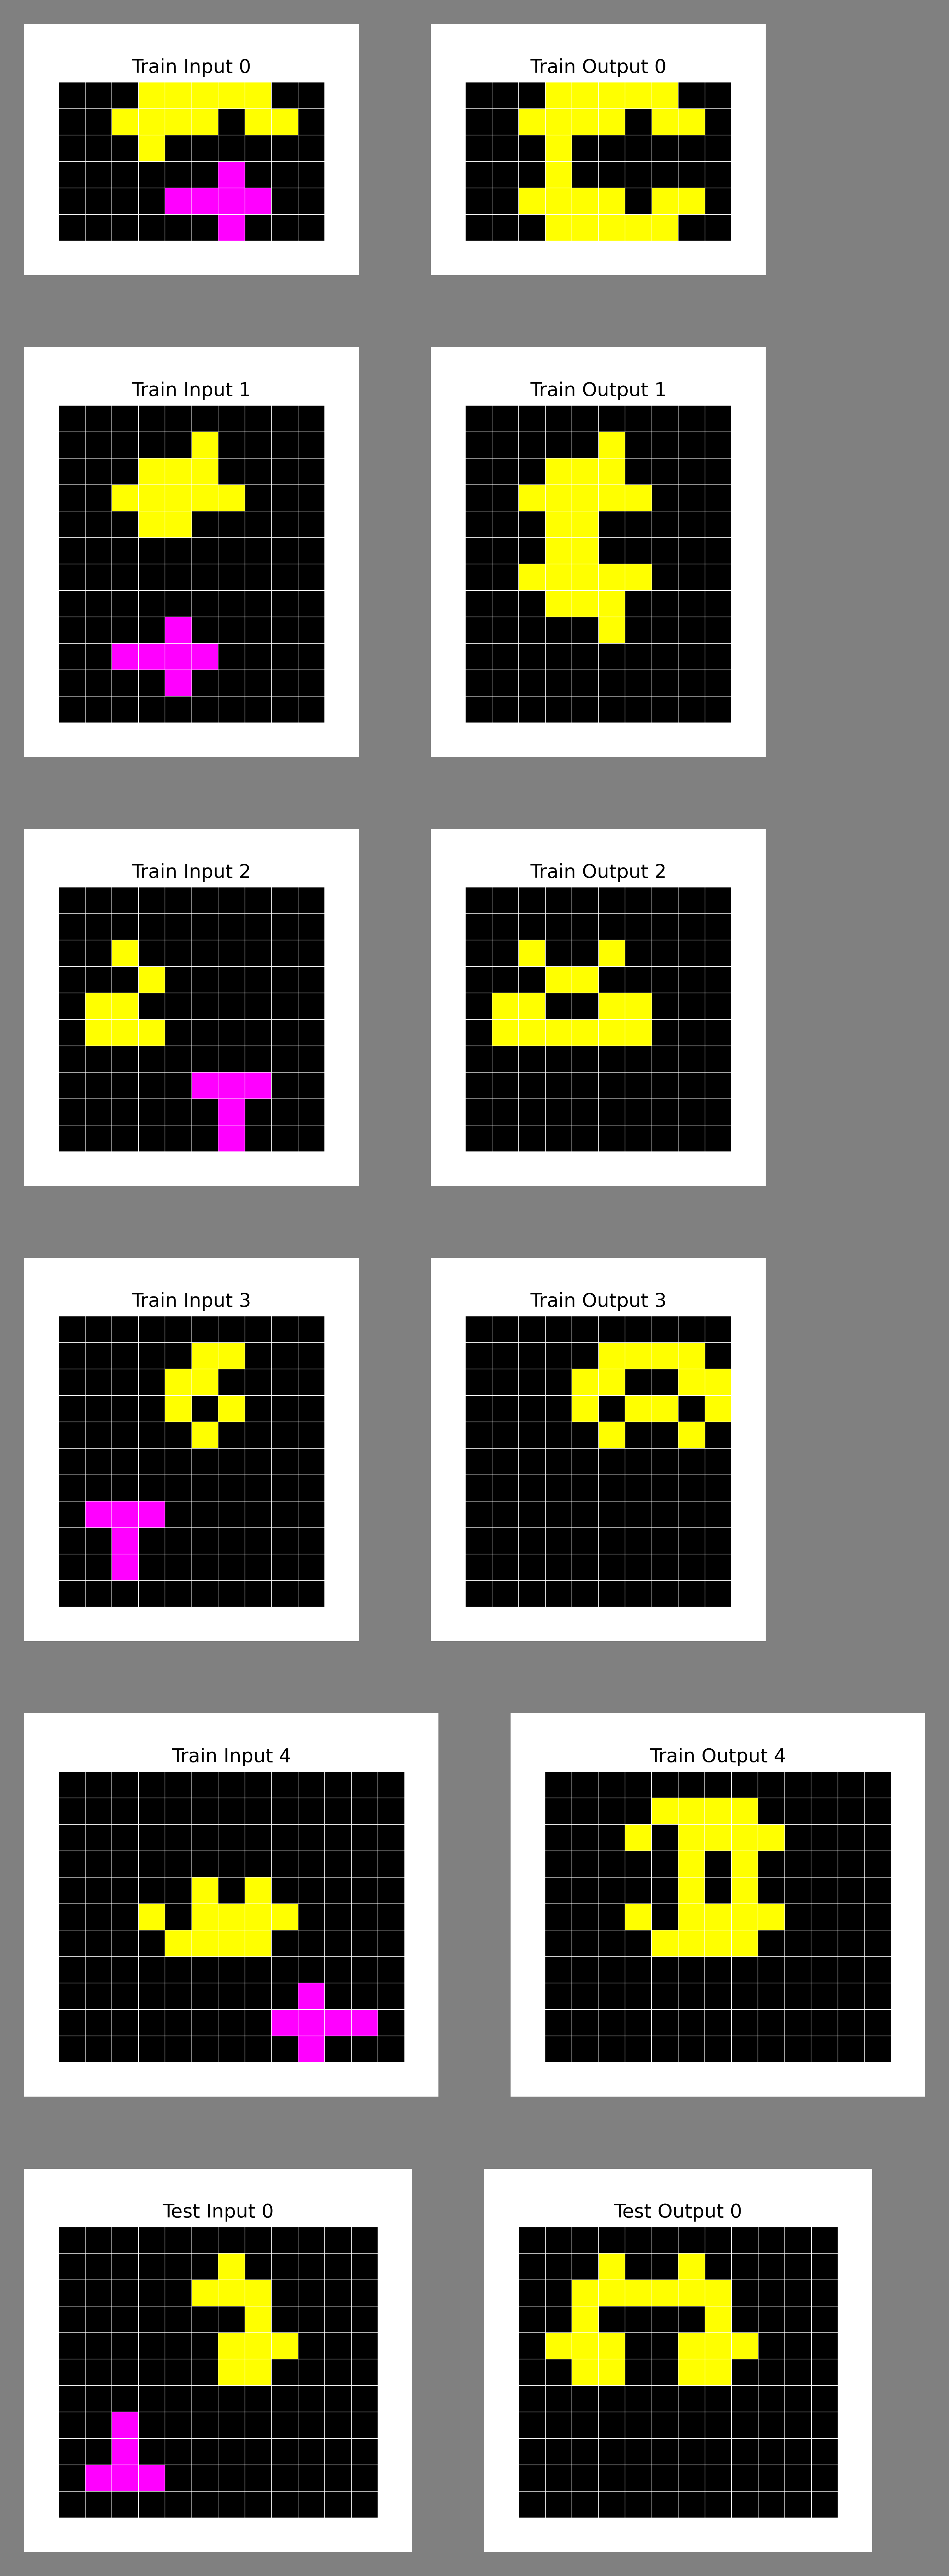 Train Input 0
Train Output 0
Train Input 1
Train Output 1
Train Input 2
Train Output 2
Train Input 3
Train Output 3
Train Input 4
Train Output 4
Test Input 0
Test Output 0